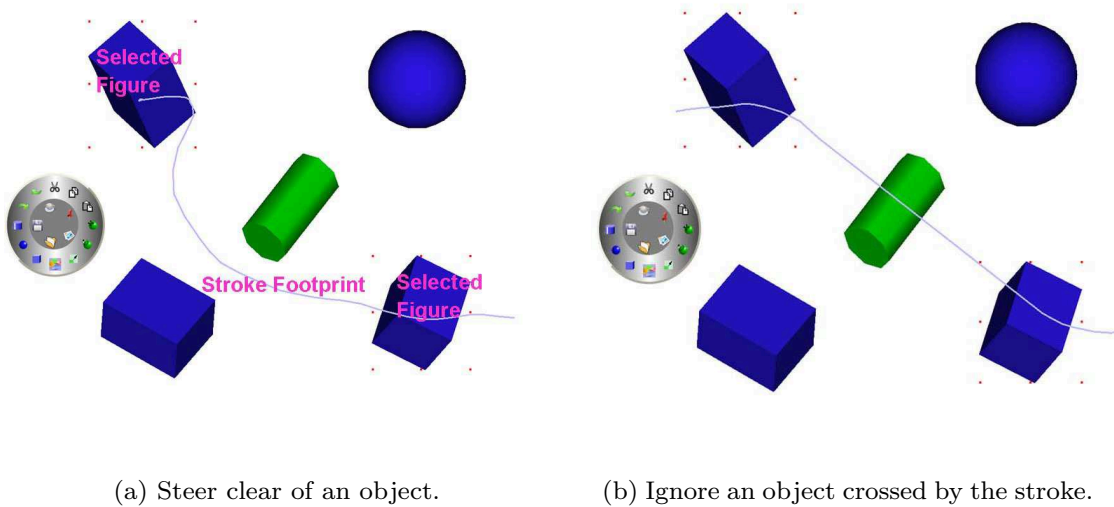 Selected
Figure
Stroke Footprint
Selected
Figure
(a) Steer clear of an object.
(b) Ignore an object crossed by the stroke.